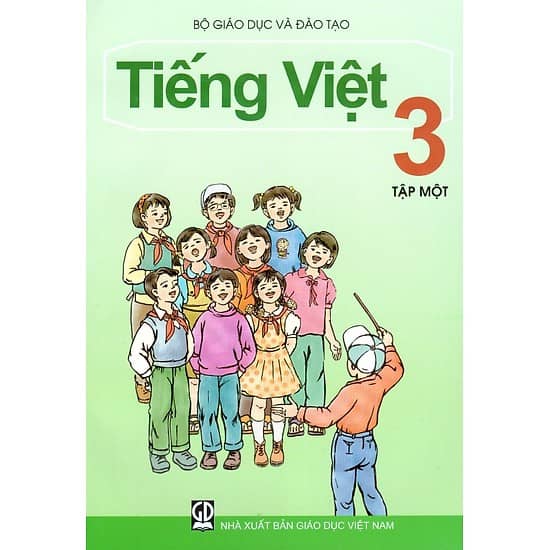 BỘ GIÁO DỤC VÀ ĐÀO TẠO
Tiếng Việt
3
TẬP MỘT
GD
NHÀ XUẤT BẢN GIÁO DỤC VIỆT NAM